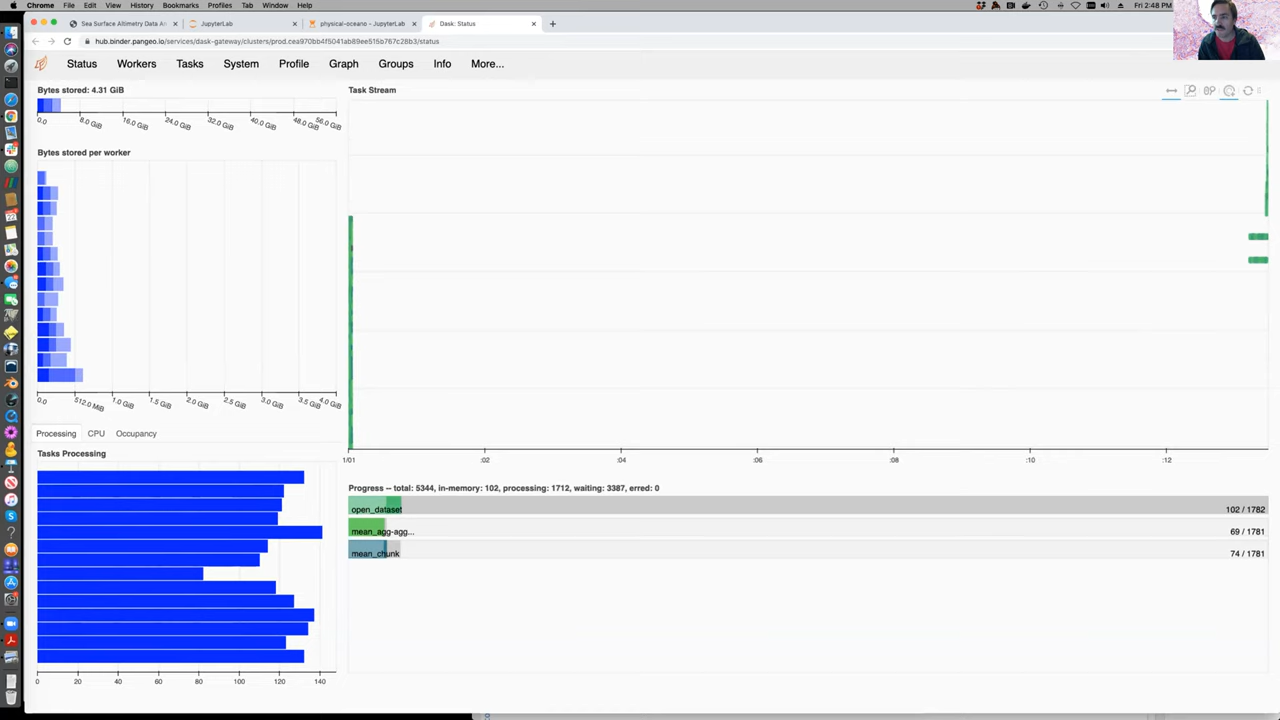 Chrome File Edit View History Bookmarks Profiles Tab Window Help
Fri 2:48 PM
Sea Surface Altimetry Data An
JupyterLab
physical-oceano - JupyterLab
Dask: Status
hub.binder.pangeo.io/services/dask-gateway/clusters/prod.cea970bb4f5041ab89ee515b767c28b3/status
Status Workers Tasks System Profile Graph Groups Info More...
Bytes stored: 4.31 GiB
0.0 8.0 GiB 16.0 GiB 24.0 GiB 32.0 GiB 40.0 GiB 48.0 GiB 56.0 GiB
Bytes stored per worker
0.0 512.0 MiB 1.0 GiB 1.5 GiB 2.0 GiB 2.5 GiB 3.0 GiB 3.5 GiB 4.0 GiB
Processing CPU Occupancy
Tasks Processing
0 20 40 60 80 100 120 140
Task Stream
1/01 :02 :04 :06 :08 :10 :12
Progress -- total: 5344, in-memory: 102, processing: 1712, waiting: 3387, erred: 0
open_dataset 102 / 1782
mean_agg-agg... 69 / 1781
mean_chunk 74 / 1781